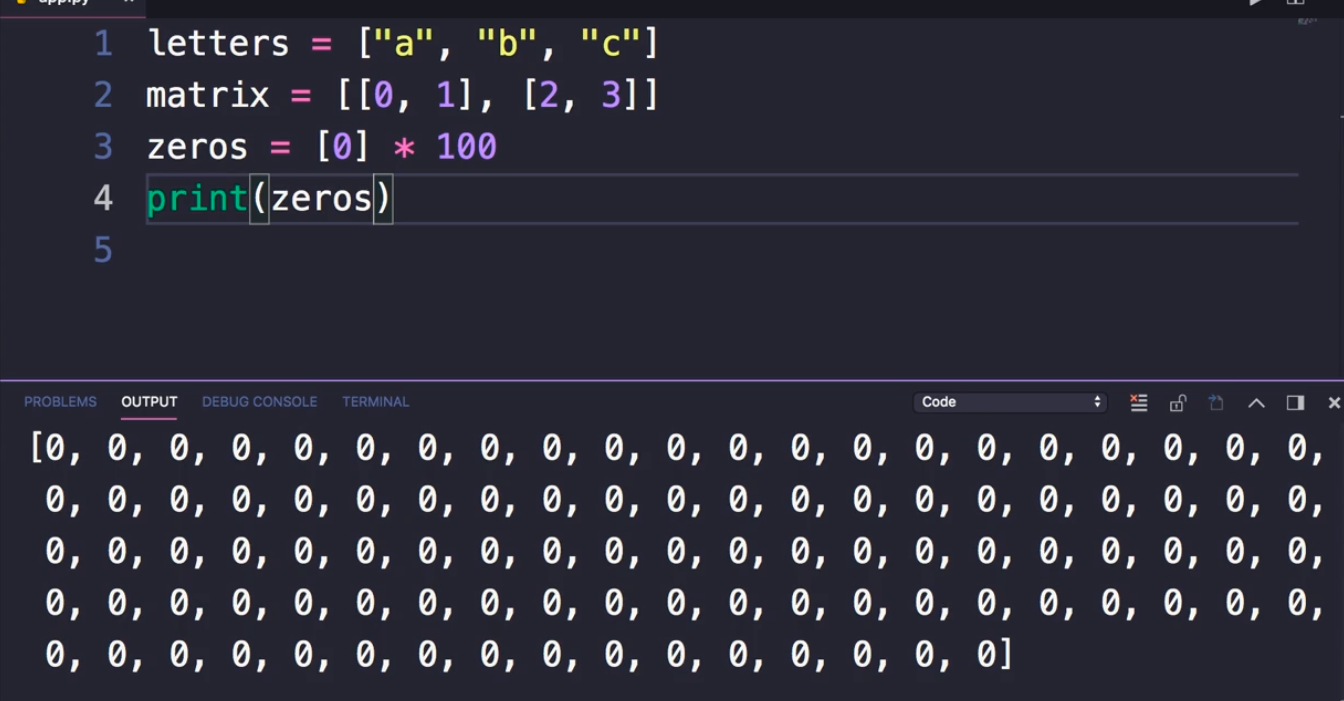 1 letters = ["a", "b", "c"]
2 matrix = [[0, 1], [2, 3]]
3 zeros = [0] * 100
4 print(zeros)
5
PROBLEMS OUTPUT DEBUG CONSOLE TERMINAL Code
[0, 0, 0, 0, 0, 0, 0, 0, 0, 0, 0, 0, 0, 0, 0, 0, 0, 0, 0, 0, 0,
0, 0, 0, 0, 0, 0, 0, 0, 0, 0, 0, 0, 0, 0, 0, 0, 0, 0, 0, 0, 0,
0, 0, 0, 0, 0, 0, 0, 0, 0, 0, 0, 0, 0, 0, 0, 0, 0, 0, 0, 0, 0,
0, 0, 0, 0, 0, 0, 0, 0, 0, 0, 0, 0, 0, 0, 0, 0, 0, 0, 0, 0, 0,
0, 0, 0, 0, 0, 0, 0, 0, 0, 0, 0, 0, 0, 0, 0, 0]